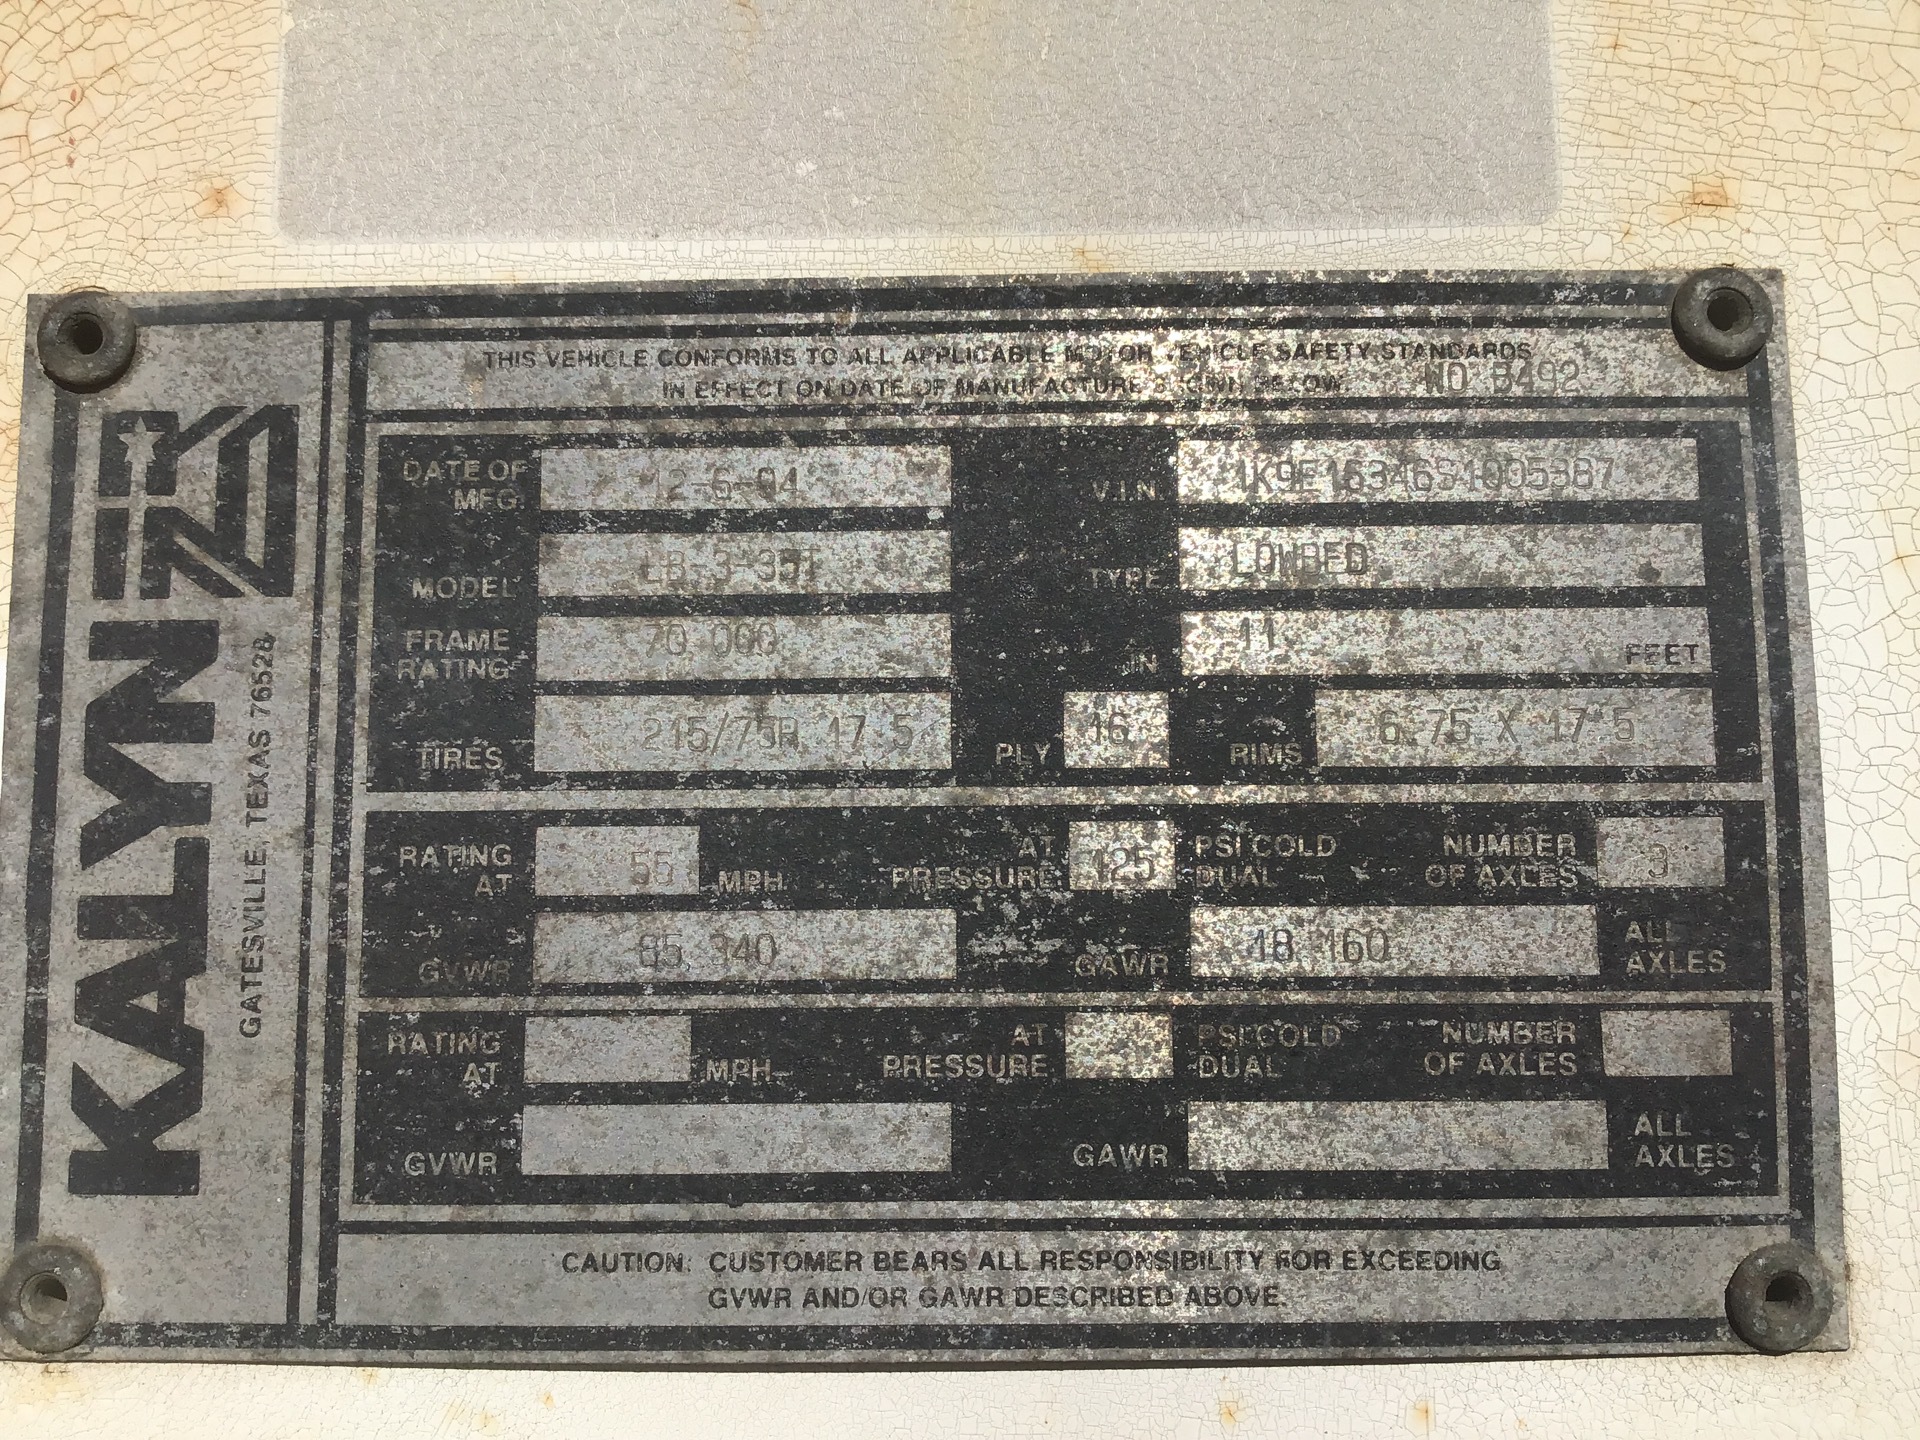 KALYN
GATESVILLE, TEXAS 76528
THIS VEHICLE CONFORMS TO ALL APPLICABLE MOTOR VEHICLE SAFETY STANDARDS
IN EFFECT ON DATE OF MANUFACTURE SHOWN BELOW. WO 5492
DATE OF MFG. 12-6-04 V.I.N. 1K9E16346S1005387
MODEL LB-3-35T TYPE LOWBED
FRAME RATING 70,000 IN 11 FEET
TIRES 215/75R 17.5 PLY 16 RIMS 6.75 X 17.5
RATING AT 55 MPH AT PRESSURE 125 PSI COLD DUAL NUMBER OF AXLES 3
GVWR 85,340 GAWR 18,160 ALL AXLES
RATING AT MPH AT PRESSURE PSI COLD DUAL NUMBER OF AXLES
GVWR GAWR ALL AXLES
CAUTION: CUSTOMER BEARS ALL RESPONSIBILITY FOR EXCEEDING
GVWR AND/OR GAWR DESCRIBED ABOVE.